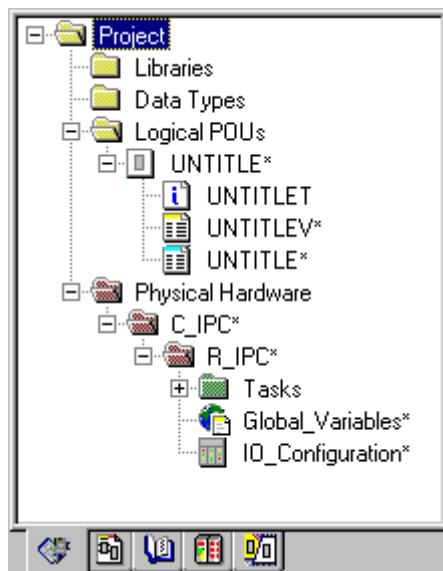 Project
Libraries
Data Types
Logical POUs
UNTITLE*
UNTITLET
UNTITLEV*
UNTITLE*
Physical Hardware
C_IPC*
R_IPC*
Tasks
Global_Variables*
IO_Configuration*